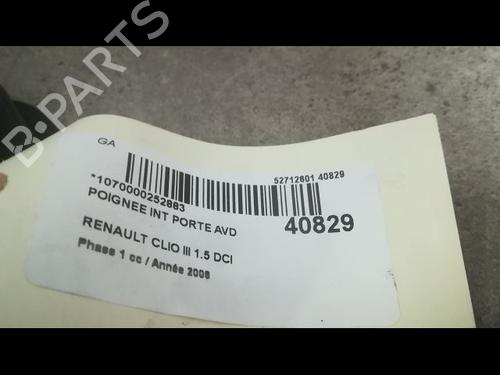 B-PARTS
GA
52712601 40829
*1070000252883
POIGNEE INT PORTE AVD
40829
RENAULT CLIO III 1.5 DCI
Phase 1 cc / Année 2006